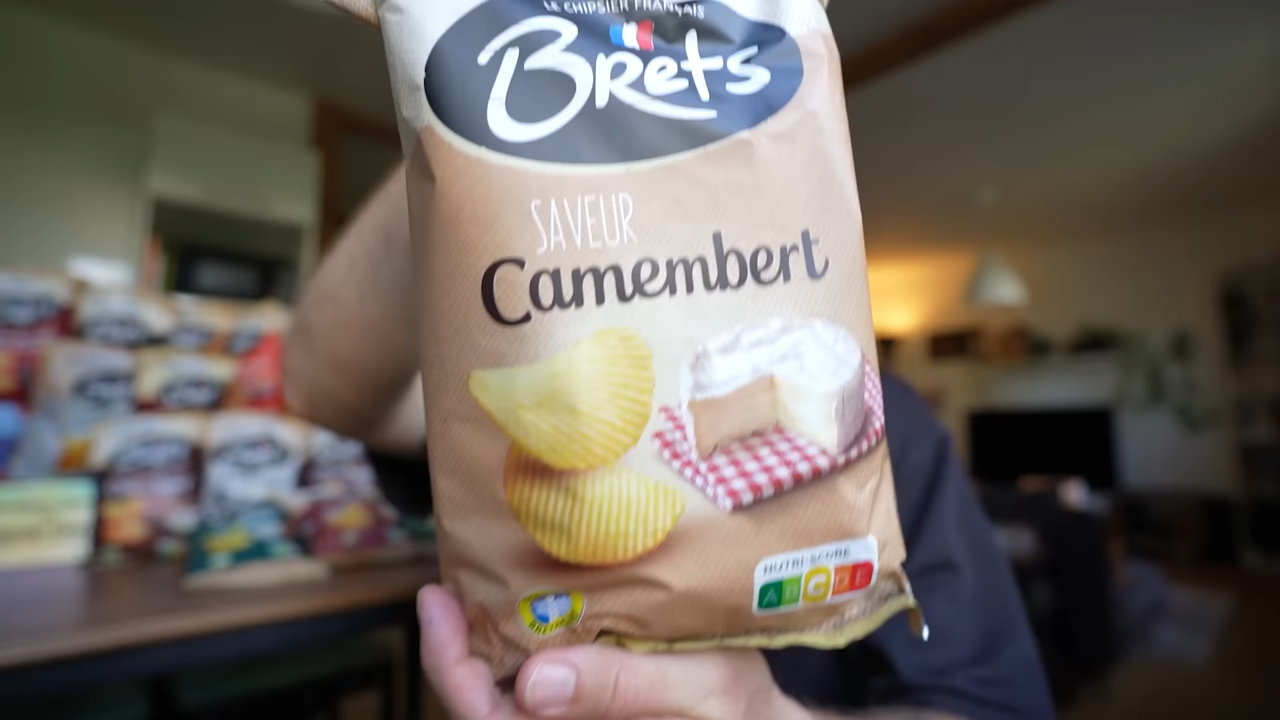 LE CHIPSIER FRANÇAIS
Brets
SAVEUR
Camembert
NUTRI-SCORE
A B C D E